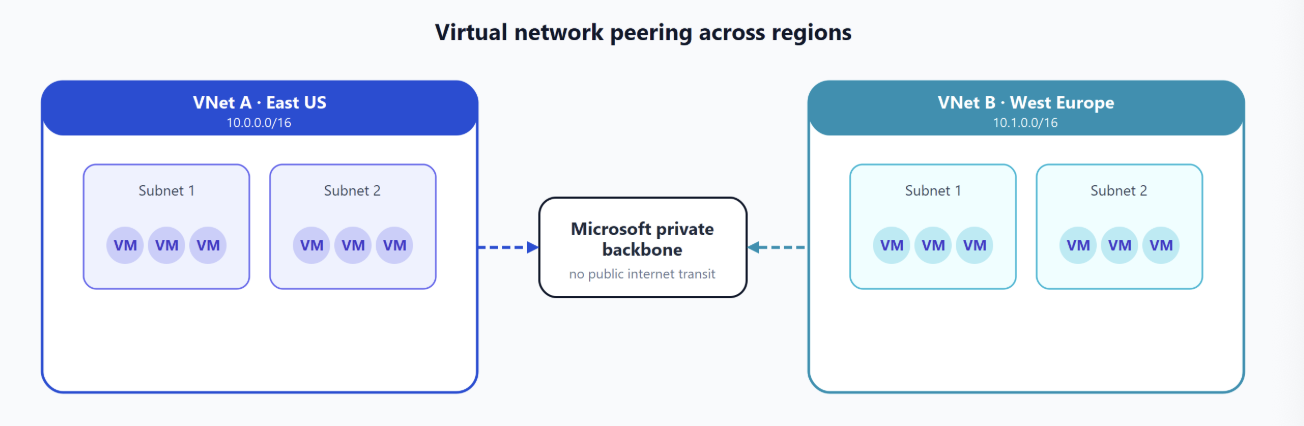 Virtual network peering across regions
VNet A · East US
10.0.0.0/16
Subnet 1
VM VM VM
Subnet 2
VM VM VM
Microsoft private
backbone
no public internet transit
VNet B · West Europe
10.1.0.0/16
Subnet 1
VM VM VM
Subnet 2
VM VM VM